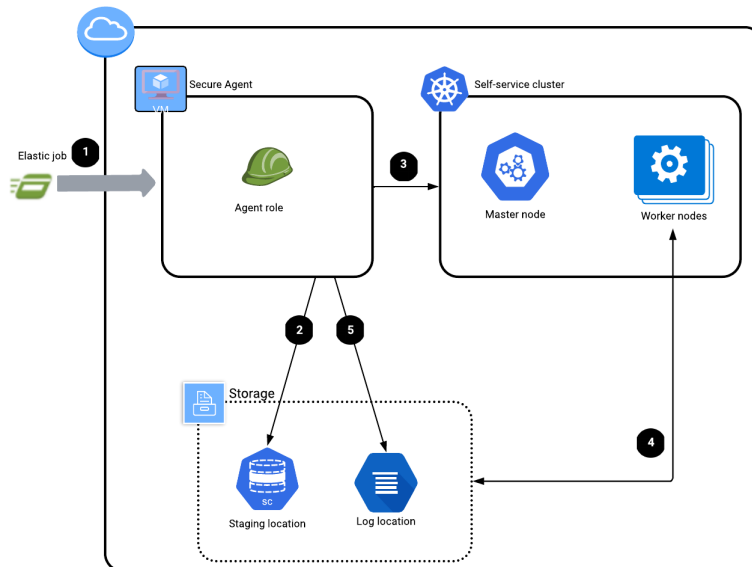 Secure Agent
VM
Self-service cluster
Elastic job
1
3
Agent role
Master node
Worker nodes
2
5
Storage
4
SC
Staging location
Log location